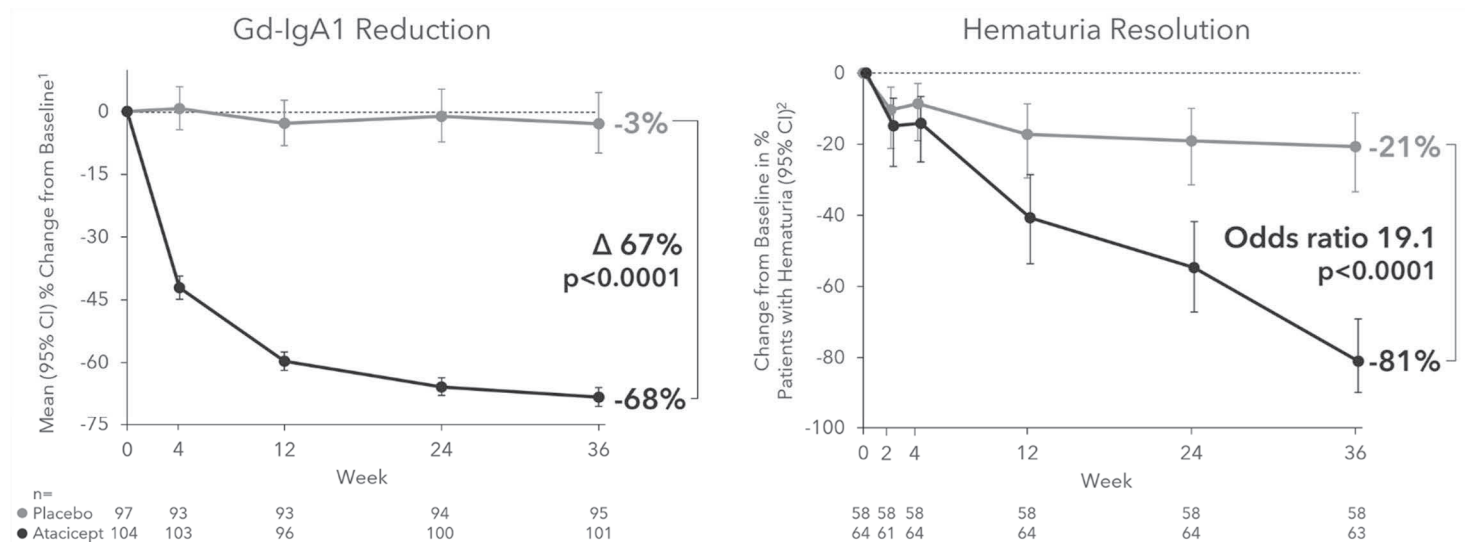 Gd-IgA1 Reduction
Mean (95% CI) % Change from Baseline¹
0
-15
-30
-45
-60
-75
-3%
Δ 67%
p<0.0001
-68%
0 4 12 24 36
Week
n=
Placebo 97 93 93 94 95
Atacicept 104 103 96 100 101
Hematuria Resolution
Change from Baseline in %
Patients with Hematuria (95% CI)²
0
-20
-40
-60
-80
-100
-21%
Odds ratio 19.1
p<0.0001
-81%
0 2 4 12 24 36
Week
58 58 58 58 58 58
64 61 64 64 64 63